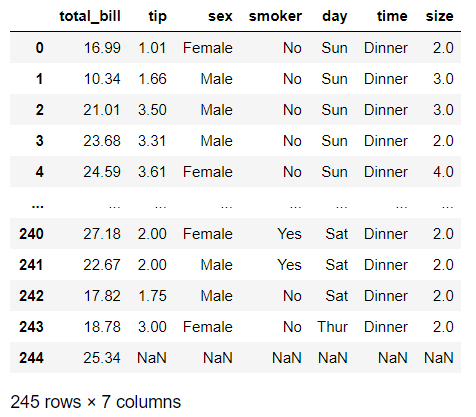 total_bill tip sex smoker day time size
0 16.99 1.01 Female No Sun Dinner 2.0
1 10.34 1.66 Male No Sun Dinner 3.0
2 21.01 3.50 Male No Sun Dinner 3.0
3 23.68 3.31 Male No Sun Dinner 2.0
4 24.59 3.61 Female No Sun Dinner 4.0
... ... ... ... ... ... ... ...
240 27.18 2.00 Female Yes Sat Dinner 2.0
241 22.67 2.00 Male Yes Sat Dinner 2.0
242 17.82 1.75 Male No Sat Dinner 2.0
243 18.78 3.00 Female No Thur Dinner 2.0
244 25.34 NaN NaN NaN NaN NaN NaN
245 rows × 7 columns